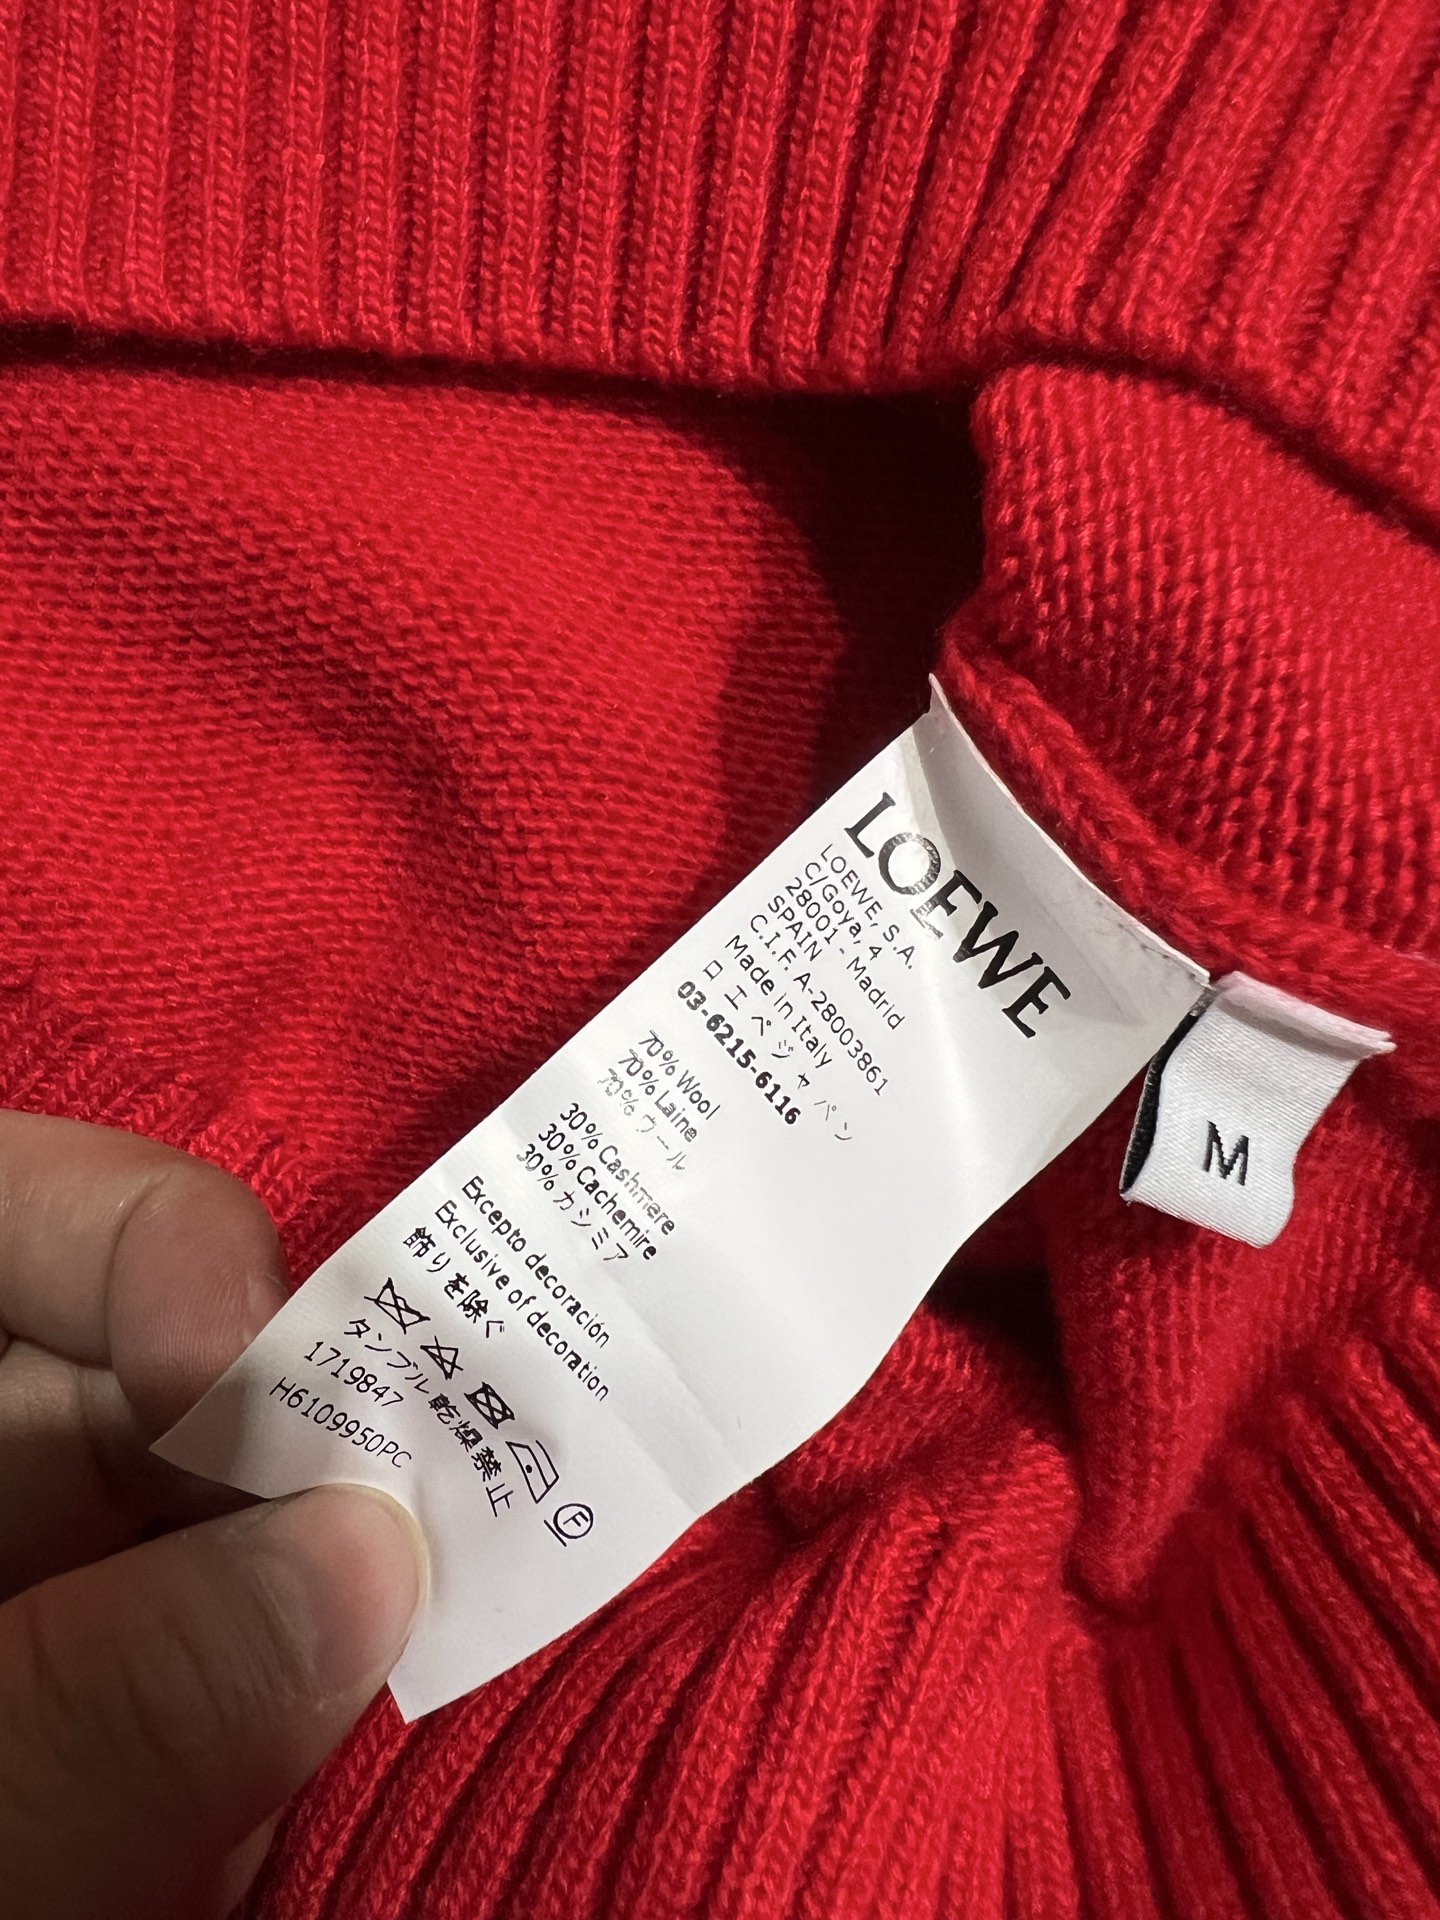 LOEWE
LOEWE, S.A.
C/Goya, 4
28001 - Madrid
SPAIN
C.I.F. A-28003861
Made in Italy
ロエベジャパン
03-6215-6116
70% Wool
70% Laine
70% ウール
30% Cashmere
30% Cachemire
30% カシミア
Excepto decoración
Exclusive of decoration
飾りを除ぐ
F
タンブル乾燥禁止
1719847
H6109950PC
M